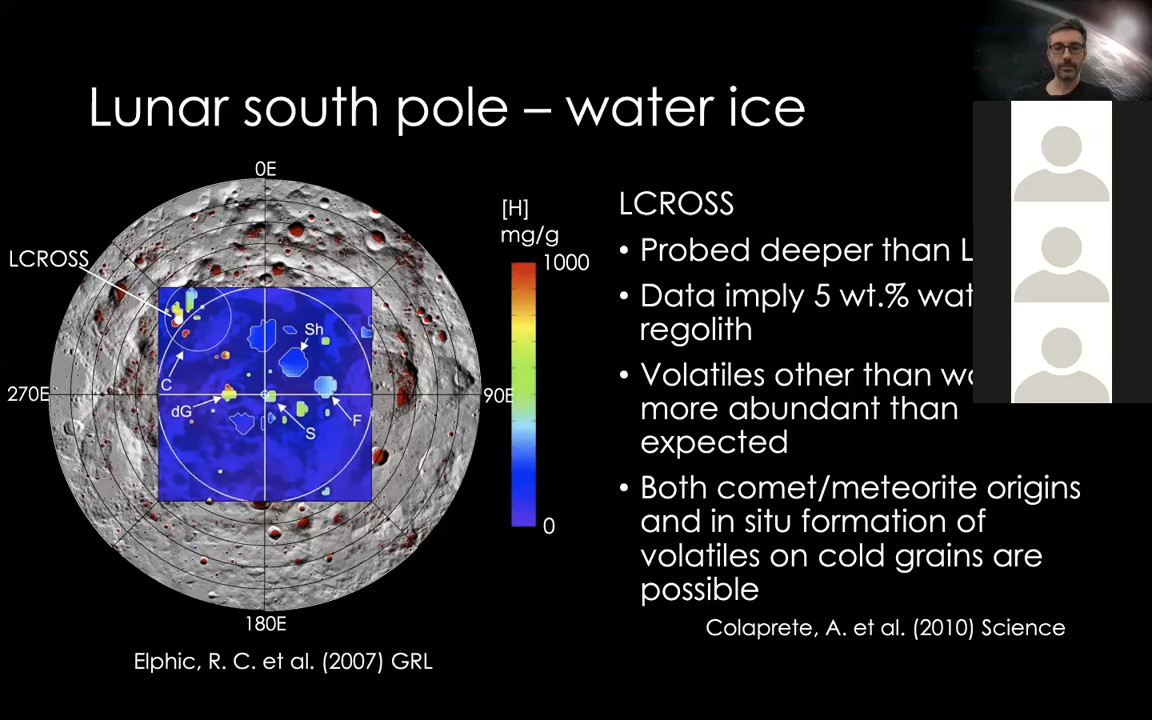 Lunar south pole – water ice
0E
LCROSS
270E
90E
180E
C
dG
Sh
F
S
[H]
mg/g
1000
0
Elphic, R. C. et al. (2007) GRL
LCROSS
• Probed deeper than
• Data imply 5 wt.%
regolith
• Volatiles other than
more abundant than
expected
• Both comet/meteorite origins
and in situ formation of
volatiles on cold grains are
possible
Colaprete, A. et al. (2010) Science